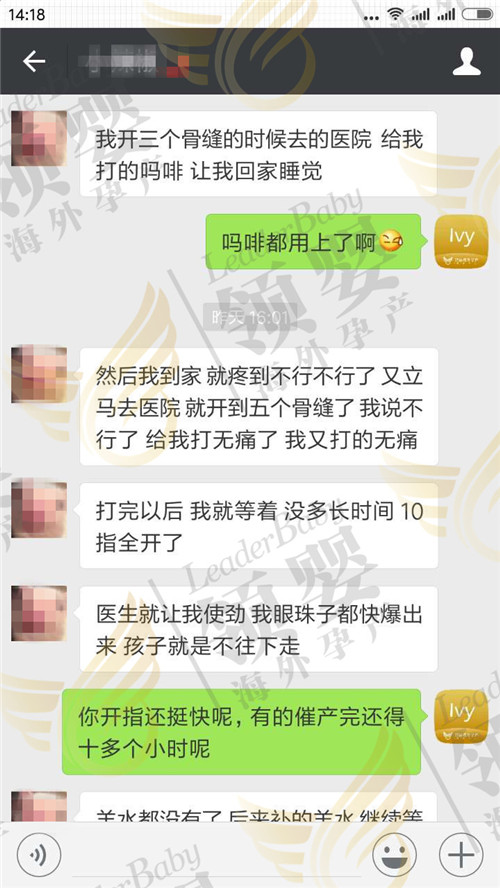 14:18
我开三个骨缝的时候去的医院 给我
打的吗啡 让我回家睡觉
吗啡都用上了啊
Ivy
昨天 16:01
然后我到家 就疼到不行不行了 又立
马去医院 就开到五个骨缝了 我说不
行了 给我打无痛了 我又打的无痛
打完以后 我就等着 没多长时间 10
指全开了
医生就让我使劲 我眼珠子都快爆出
来 孩子就是不往下走
你开指还挺快呢，有的催产完还得
十多个小时呢
Ivy
羊水都没有了 后来补的羊水 继续等
LeaderBaby
领婴
海外孕产